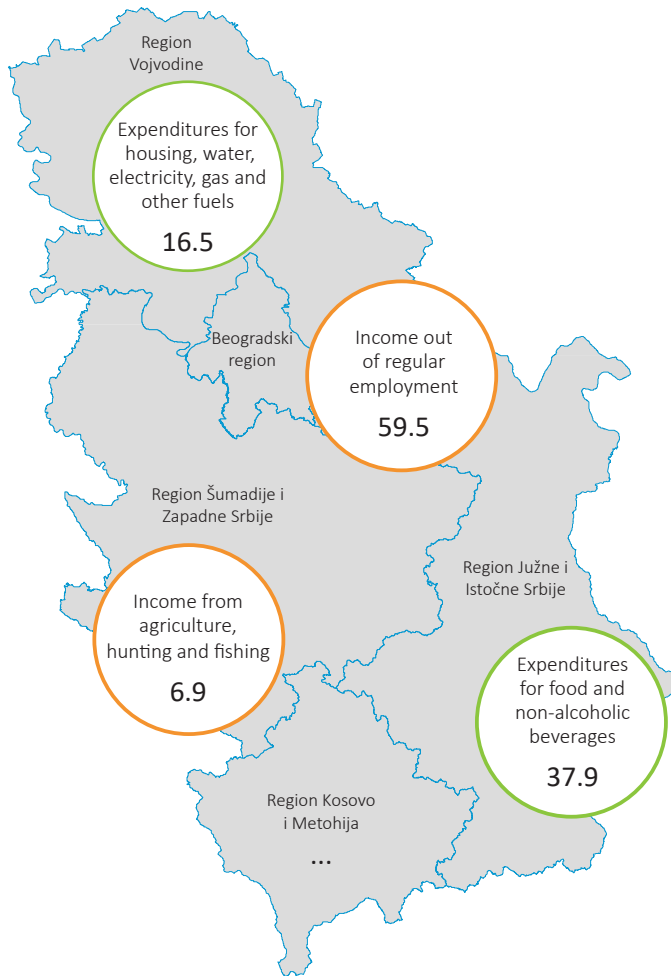 Region
Vojvodine
Expenditures for
housing, water,
electricity, gas and
other fuels
16.5
Beogradski
region
Income out
of regular
employment
59.5
Region Šumadije i
Zapadne Srbije
Region Južne i
Istočne Srbije
Income from
agriculture,
hunting and fishing
6.9
Expenditures
for food and
non-alcoholic
beverages
37.9
Region Kosovo
i Metohija
...